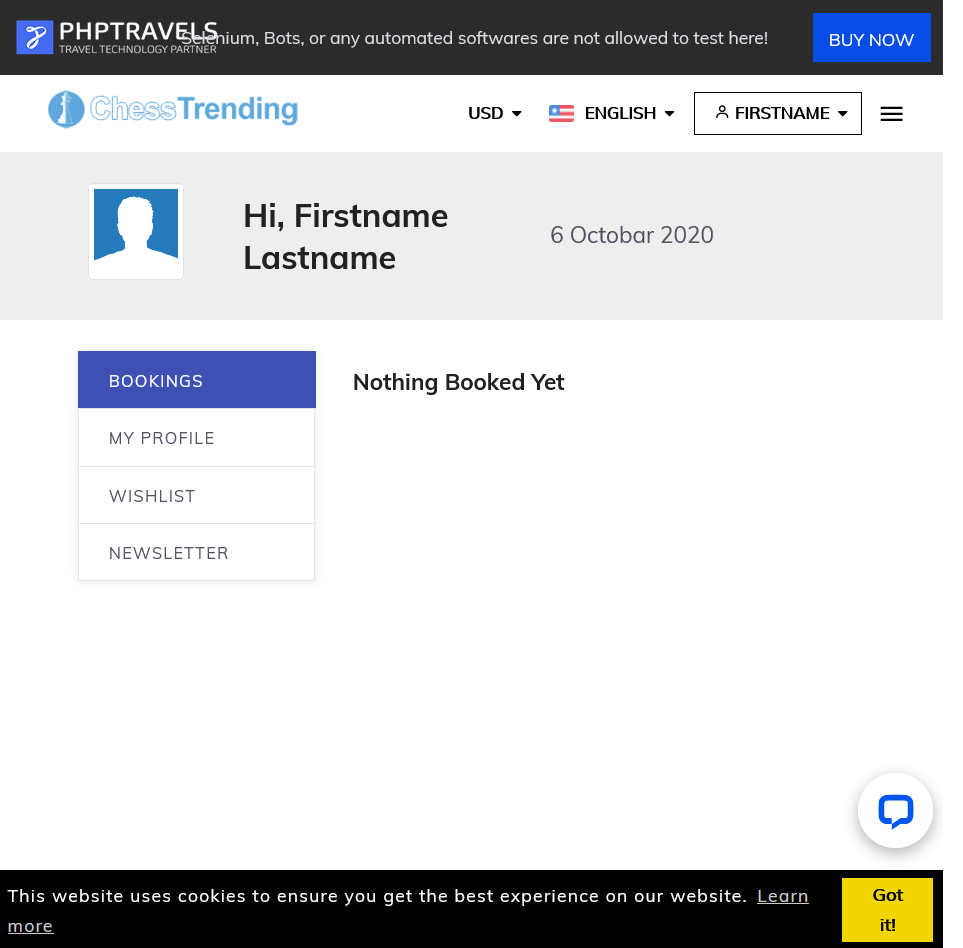 PHPTRAVELS
TRAVEL TECHNOLOGY PARTNER
Selenium, Bots, or any automated softwares are not allowed to test here!
BUY NOW
ChessTrending
USD
ENGLISH
FIRSTNAME
Hi, Firstname
Lastname
6 Octobar 2020
BOOKINGS
Nothing Booked Yet
MY PROFILE
WISHLIST
NEWSLETTER
This website uses cookies to ensure you get the best experience on our website. Learn
more
Got
it!